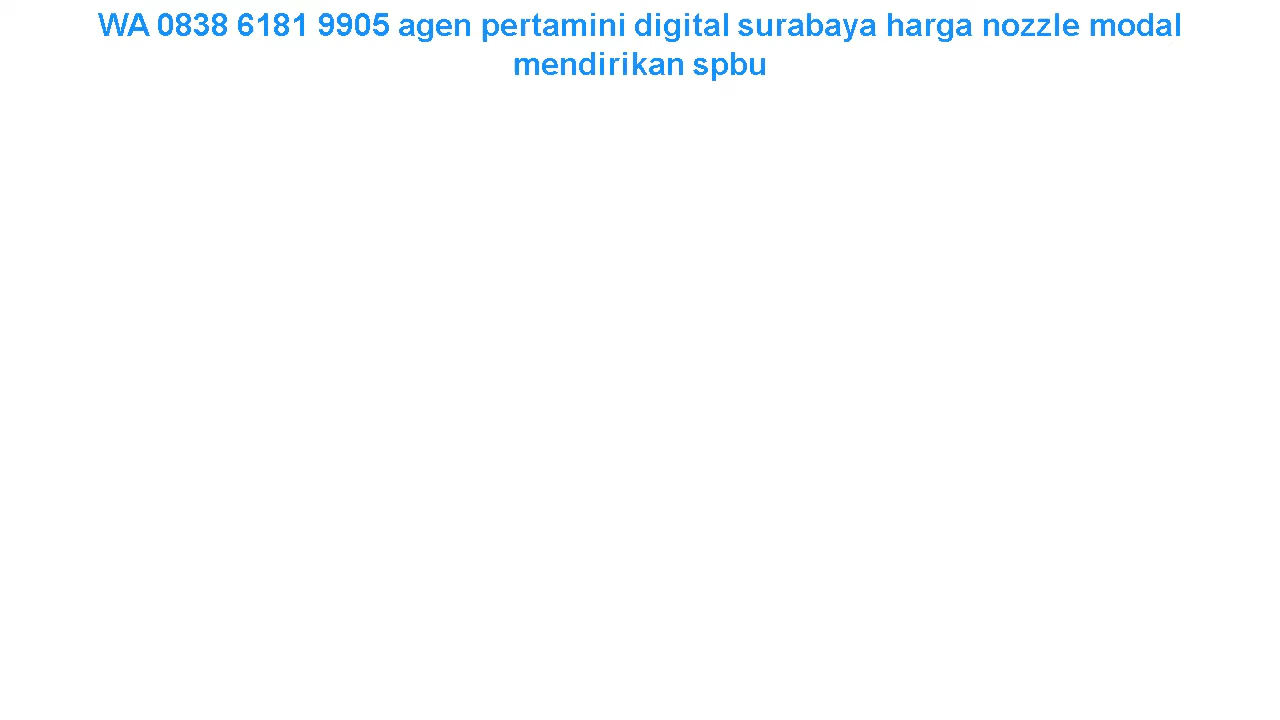 WA 0838 6181 9905 agen pertamini digital surabaya harga nozzle modal
mendirikan spbu